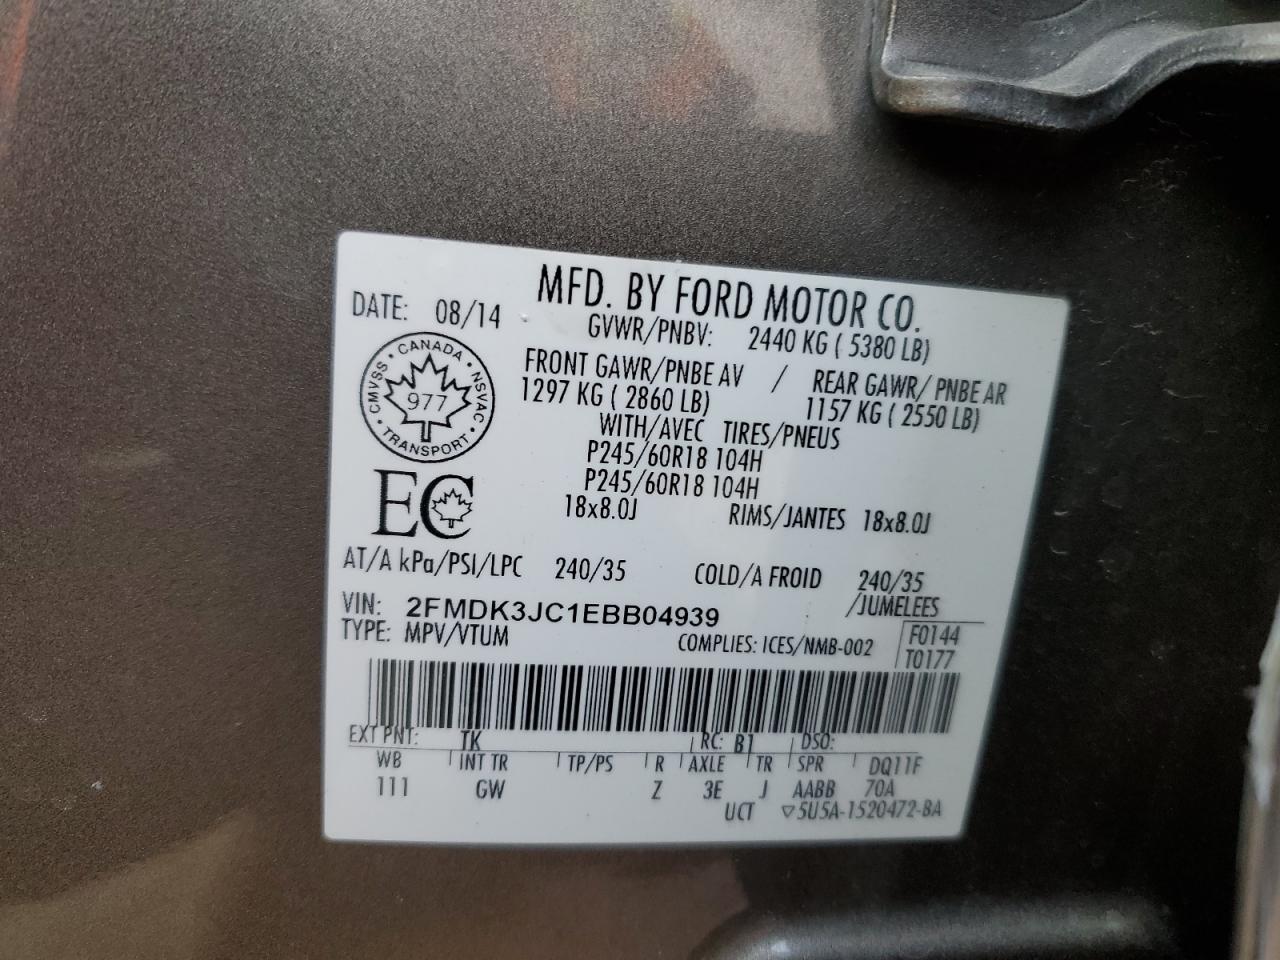 MFD. BY FORD MOTOR CO.
DATE: 08/14
GVWR/PNBV: 2440 KG ( 5380 LB)
FRONT GAWR/PNBE AV / REAR GAWR/ PNBE AR
1297 KG ( 2860 LB) 1157 KG ( 2550 LB)
WITH/AVEC TIRES/PNEUS
P245/60R18 104H
P245/60R18 104H
18x8.0J RIMS/JANTES 18x8.0J
CANADA
CMVSS
NSVAC
977
TRANSPORT
EC
AT/A kPa/PSI/LPC 240/35 COLD/A FROID 240/35
VIN: 2FMDK3JC1EBB04939 /JUMELEES
TYPE: MPV/VTUM COMPLIES: ICES/NMB-002 F0144
T0177
EXT PNT: TK RC: B1 DSO:
WB INT TR TP/PS R AXLE TR SPR DQ11F
111 GW Z 3E J AABB 70A
UCT ▽5U5A-1520472-BA